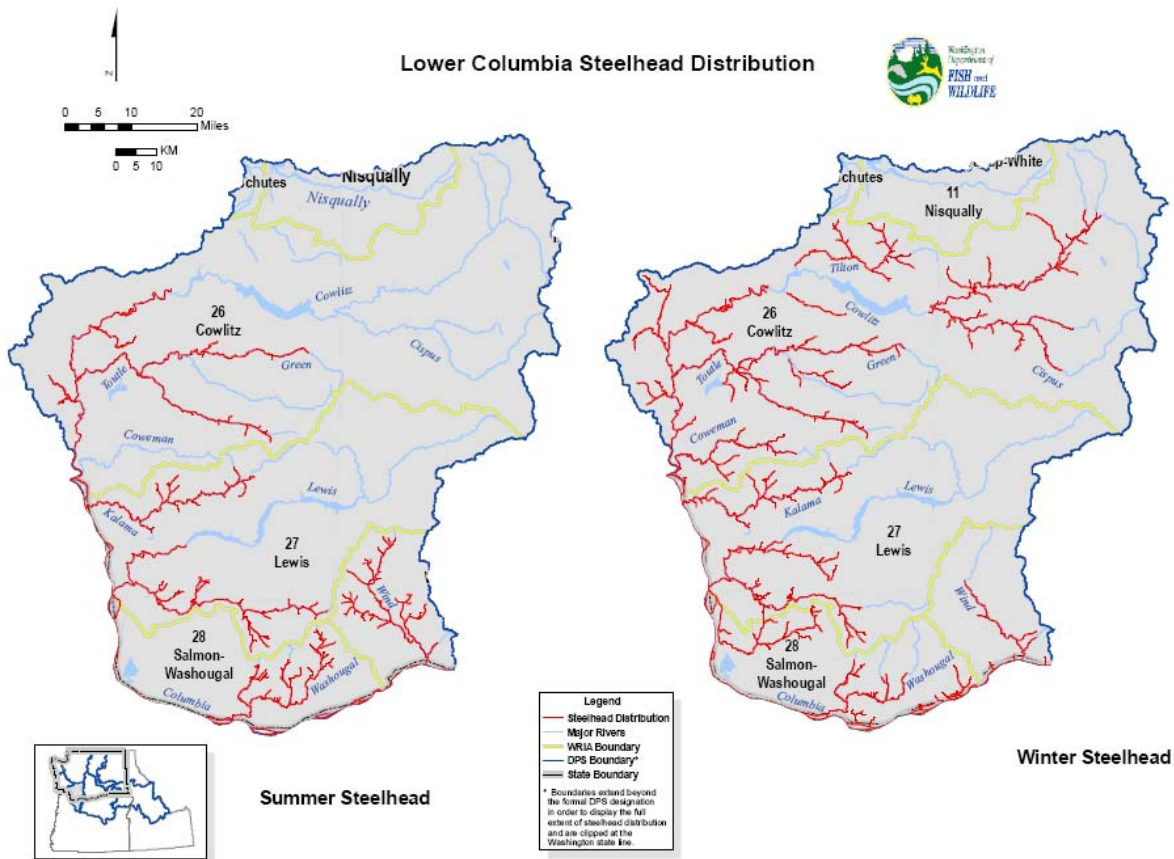 Lower Columbia Steelhead Distribution
Washington
Department of
FISH and
WILDLIFE
N
0 5 10 20
Miles
KM
0 5 10
chutes
Nisqually
Nisqually
Cowlitz
26
Cowlitz
Cispus
Green
Toutle
Coweman
Lewis
Kalama
27
Lewis
Wind
28
Salmon-
Washougal
Washougal
Columbia
Summer Steelhead
up-White
chutes
11
Nisqually
Tilton
26
Cowlitz
Cowlitz
Green
Toutle
Cispus
Coweman
Lewis
Kalama
27
Lewis
Wind
28
Salmon-
Washougal
Washougal
Columbia
Winter Steelhead
Legend
Steelhead Distribution
Major Rivers
WRIA Boundary
DPS Boundary*
State Boundary
* Boundaries extend beyond
the formal DPS designation
in order to display the full
extent of steelhead distribution
and are clipped at the
Washington state line.